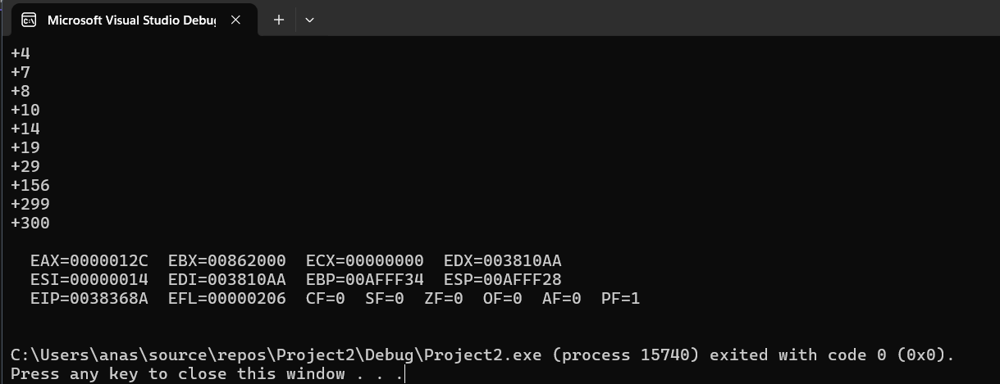 Microsoft Visual Studio Debug
+4
+7
+8
+10
+14
+19
+29
+156
+299
+300
EAX=0000012C EBX=00862000 ECX=00000000 EDX=003810AA
ESI=00000014 EDI=003810AA EBP=00AFFF34 ESP=00AFFF28
EIP=0038368A EFL=00000206 CF=0 SF=0 ZF=0 OF=0 AF=0 PF=1
C:\Users\anas\source\repos\Project2\Debug\Project2.exe (process 15740) exited with code 0 (0x0).
Press any key to close this window . . .